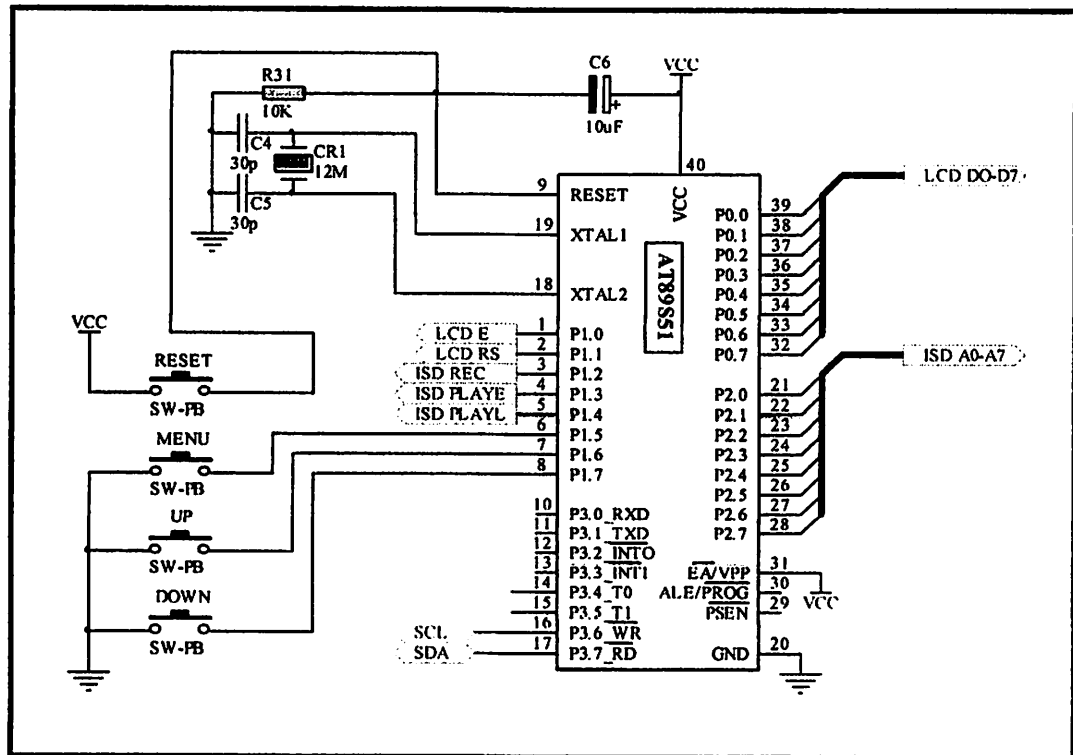 R31
10K
C6
10uF
+
VCC
C4
30p
CR1
12M
C5
30p
40
VCC
AT89S51
9 RESET
19 XTAL1
18 XTAL2
LCD E 1 P1.0
LCD RS 2 P1.1
ISD REC 3 P1.2
ISD PLAYE 4 P1.3
ISD PLAYL 5 P1.4
6 P1.5
7 P1.6
8 P1.7
10 P3.0_RXD
11 P3.1_TXD
12 P3.2_INTO
13 P3.3_INT1
14 P3.4_T0
15 P3.5_T1
SCL 16 P3.6_WR
SDA 17 P3.7_RD
P0.0 39
P0.1 38
P0.2 37
P0.3 36
P0.4 35
P0.5 34
P0.6 33
P0.7 32
LCD DO-D7
P2.0 21
P2.1 22
P2.2 23
P2.3 24
P2.4 25
P2.5 26
P2.6 27
P2.7 28
ISD A0-A7
EA/VPP 31
ALE/PROG 30
PSEN 29
VCC
GND 20
VCC
RESET
SW-PB
MENU
SW-PB
UP
SW-PB
DOWN
SW-PB